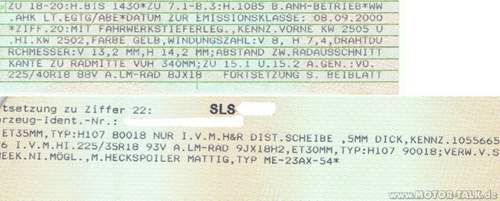 ZU 18-20:H.BIS 1430*ZU 7.1-B.3:H.1085 B.ANH-BETRIEB*WW
.AHK LT.EGTG/ABE*DATUM ZUR EMISSIONSKLASSE: 08.09.2000
*ZIFF.20:MIT FAHRWERKSTIEFERLEG.,KENNZ.VORNE KW 2505 U
.HI.KW 2502,FARBE GELB,WINDUNGSZAHL:V 8, H 7,4,DRAHTDU
RCHMESSER:V 13,2 MM,H 14,2 MM;ABSTAND ZW.RADAUSSCHNITT
KANTE ZU RADMITTE VUH 340MM;ZU 15.1 U.15.2 A.GEN.:VO.
225/40R18 88V A.LM-RAD 8JX18 FORTSETZUNG S. BEIBLATT
tsetzung zu Ziffer 22: SLS
erzeug-Ident.-Nr.:
ET35MM,TYP:H107 80018 NUR I.V.M.H&R DIST.SCHEIBE ,5MM DICK,KENNZ.1055665
6 I.V.M.HI.225/35R18 93V A.LM-RAD 9JX18H2,ET30MM,TYP:H107 90018;VERW.V.S
EEK.NI.MÖGL.,M.HECKSPOILER MATTIG,TYP ME-23AX-54*
www.MOTOR-TALK.de